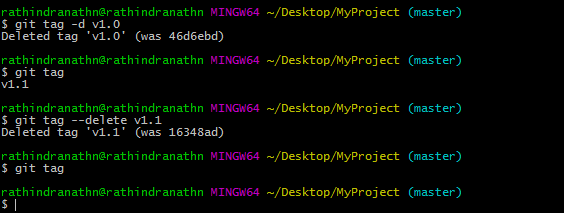 rathindranathn@rathindranathn MINGW64 ~/Desktop/MyProject (master)
$ git tag -d v1.0
Deleted tag 'v1.0' (was 46d6ebd)
rathindranathn@rathindranathn MINGW64 ~/Desktop/MyProject (master)
$ git tag
v1.1
rathindranathn@rathindranathn MINGW64 ~/Desktop/MyProject (master)
$ git tag --delete v1.1
Deleted tag 'v1.1' (was 16348ad)
rathindranathn@rathindranathn MINGW64 ~/Desktop/MyProject (master)
$ git tag
rathindranathn@rathindranathn MINGW64 ~/Desktop/MyProject (master)
$